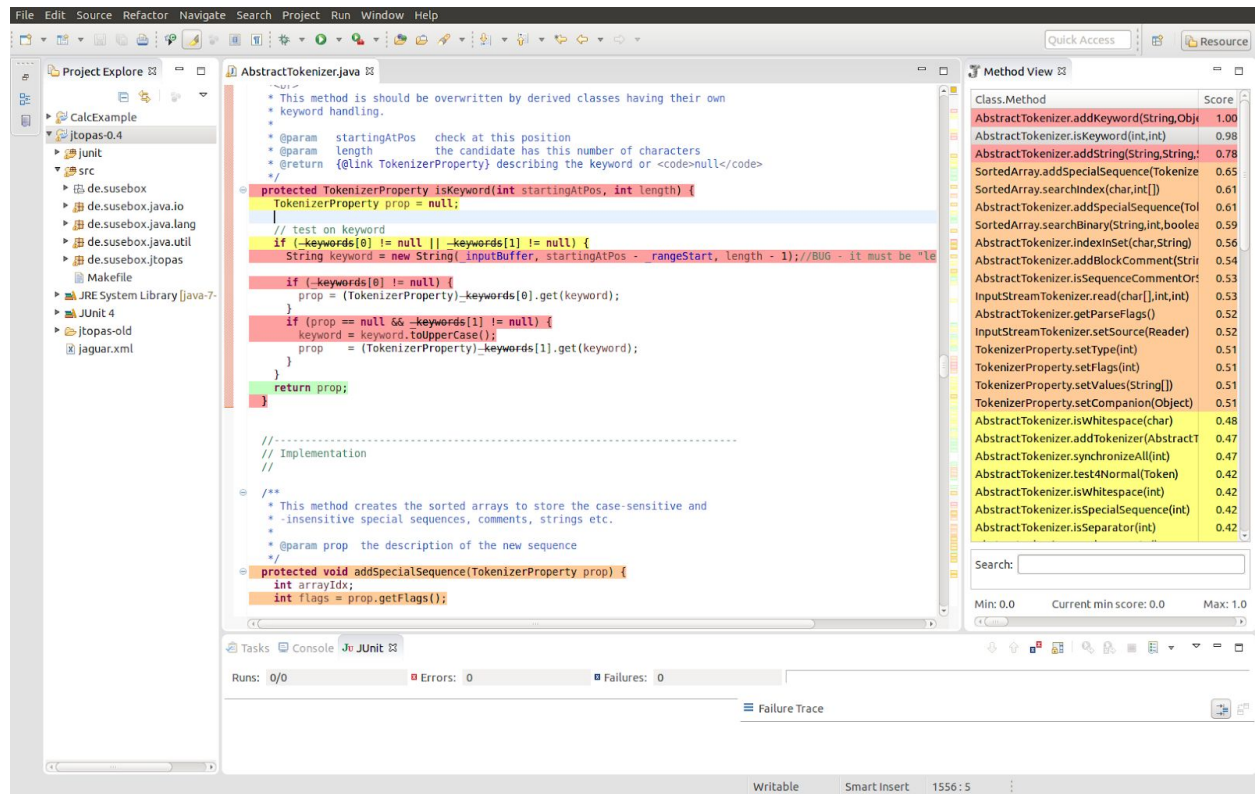 File Edit Source Refactor Navigate Search Project Run Window Help
Quick Access
Resource
Project Explore
CalcExample
jtopas-0.4
junit
src
de.susebox
de.susebox.java.io
de.susebox.java.lang
de.susebox.java.util
de.susebox.jtopas
Makefile
JRE System Library [java-7-
JUnit 4
jtopas-old
jaguar.xml
AbstractTokenizer.java
* This method is should be overwritten by derived classes having their own
* keyword handling.
*
* @param startingAtPos check at this position
* @param length the candidate has this number of characters
* @return {@link TokenizerProperty} describing the keyword or <code>null</code>
*/
protected TokenizerProperty isKeyword(int startingAtPos, int length) {
TokenizerProperty prop = null;
// test on keyword
if (_keywords[0] != null || _keywords[1] != null) {
String keyword = new String(_inputBuffer, startingAtPos - _rangeStart, length - 1);//BUG - it must be "le
if (_keywords[0] != null) {
prop = (TokenizerProperty)_keywords[0].get(keyword);
}
if (prop == null && _keywords[1] != null) {
keyword = keyword.toUpperCase();
prop = (TokenizerProperty)_keywords[1].get(keyword);
}
}
return prop;
}
//---------------------------------------------------------------------------
// Implementation
//
/**
* This method creates the sorted arrays to store the case-sensitive and
* -insensitive special sequences, comments, strings etc.
*
* @param prop the description of the new sequence
*/
protected void addSpecialSequence(TokenizerProperty prop) {
int arrayIdx;
int flags = prop.getFlags();
Method View
Class.Method Score
AbstractTokenizer.addKeyword(String,Obje 1.00
AbstractTokenizer.isKeyword(int,int) 0.98
AbstractTokenizer.addString(String,String,S 0.78
SortedArray.addSpecialSequence(Tokenize 0.65
SortedArray.searchIndex(char,int[]) 0.61
AbstractTokenizer.addSpecialSequence(Tol 0.61
SortedArray.searchBinary(String,int,boolea 0.59
AbstractTokenizer.indexInSet(char,String) 0.56
AbstractTokenizer.addBlockComment(Strin 0.54
AbstractTokenizer.isSequenceCommentOrS 0.53
InputStreamTokenizer.read(char[],int,int) 0.53
AbstractTokenizer.getParseFlags() 0.52
InputStreamTokenizer.setSource(Reader) 0.52
TokenizerProperty.setType(int) 0.51
TokenizerProperty.setFlags(int) 0.51
TokenizerProperty.setValues(String[]) 0.51
TokenizerProperty.setCompanion(Object) 0.51
AbstractTokenizer.isWhitespace(char) 0.48
AbstractTokenizer.addTokenizer(AbstractT 0.47
AbstractTokenizer.synchronizeAll(int) 0.47
AbstractTokenizer.test4Normal(Token) 0.42
AbstractTokenizer.isWhitespace(int) 0.42
AbstractTokenizer.isSpecialSequence(int) 0.42
AbstractTokenizer.isSeparator(int) 0.42
Search:
Min: 0.0 Current min score: 0.0 Max: 1.0
Tasks Console JUnit
Runs: 0/0 Errors: 0 Failures: 0
Failure Trace
Writable Smart Insert 1556:5